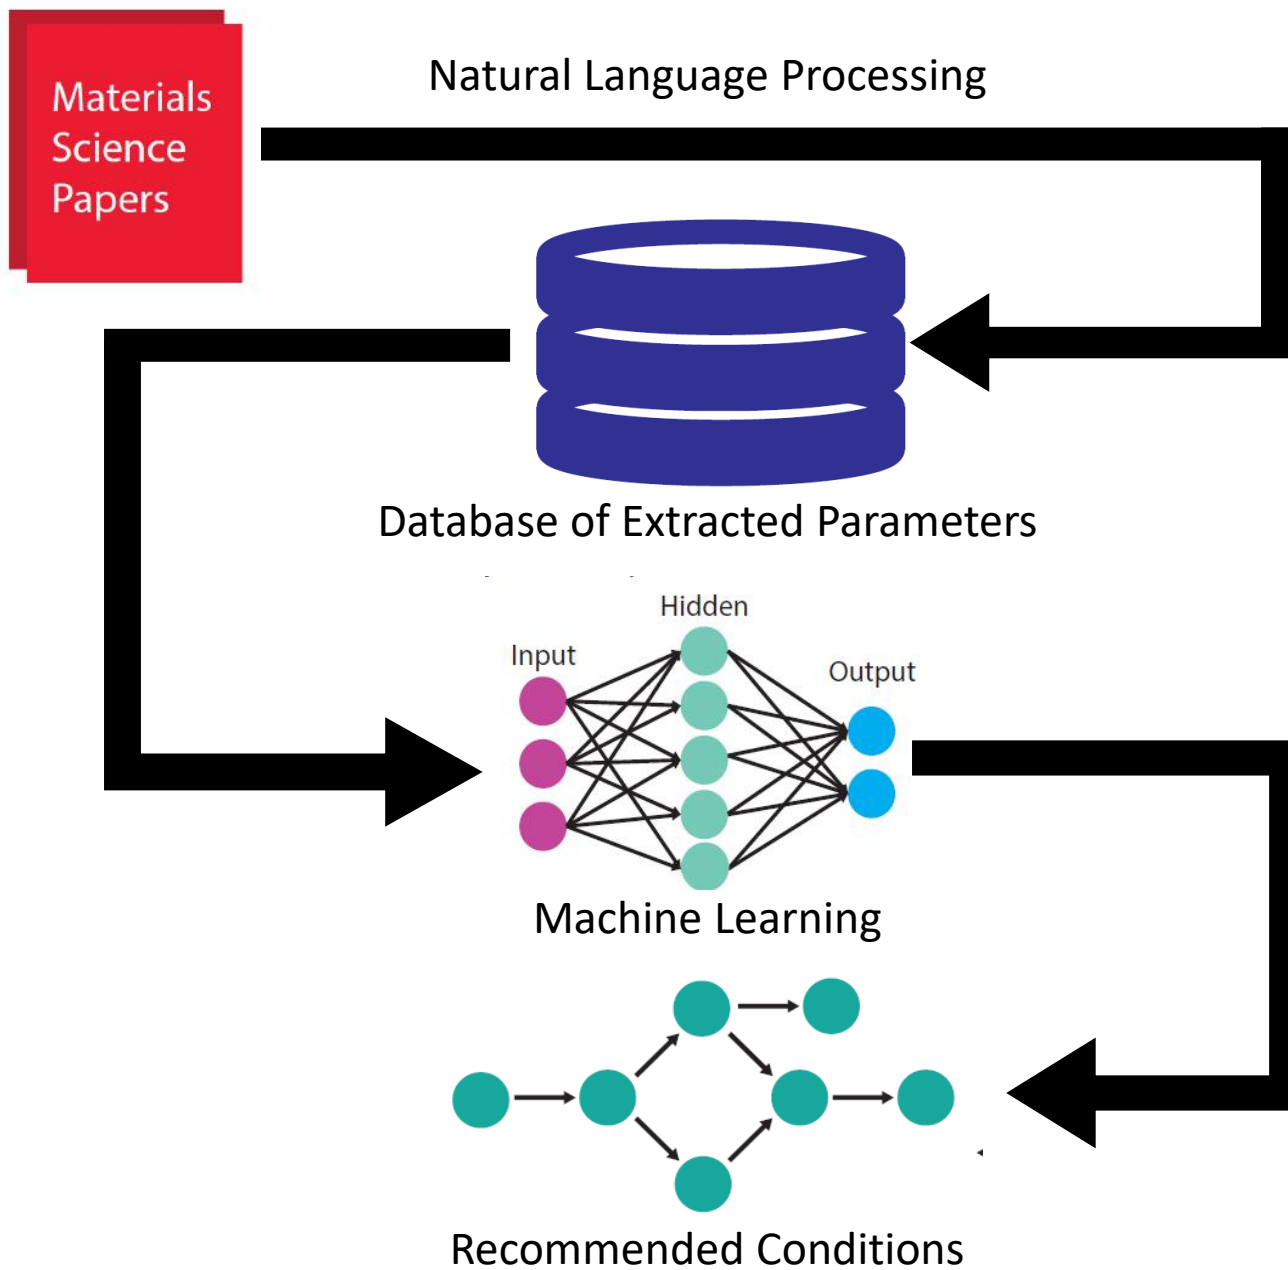 Materials
Science
Papers
Natural Language Processing
Database of Extracted Parameters
Hidden
Input
Output
Machine Learning
Recommended Conditions